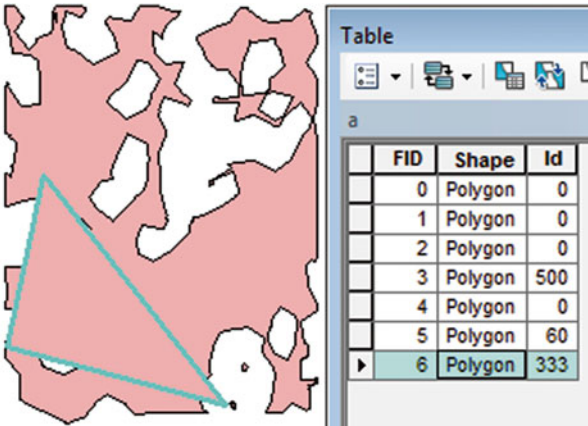 Table
a
FID Shape Id
0 Polygon 0
1 Polygon 0
2 Polygon 0
3 Polygon 500
4 Polygon 0
5 Polygon 60
6 Polygon 333